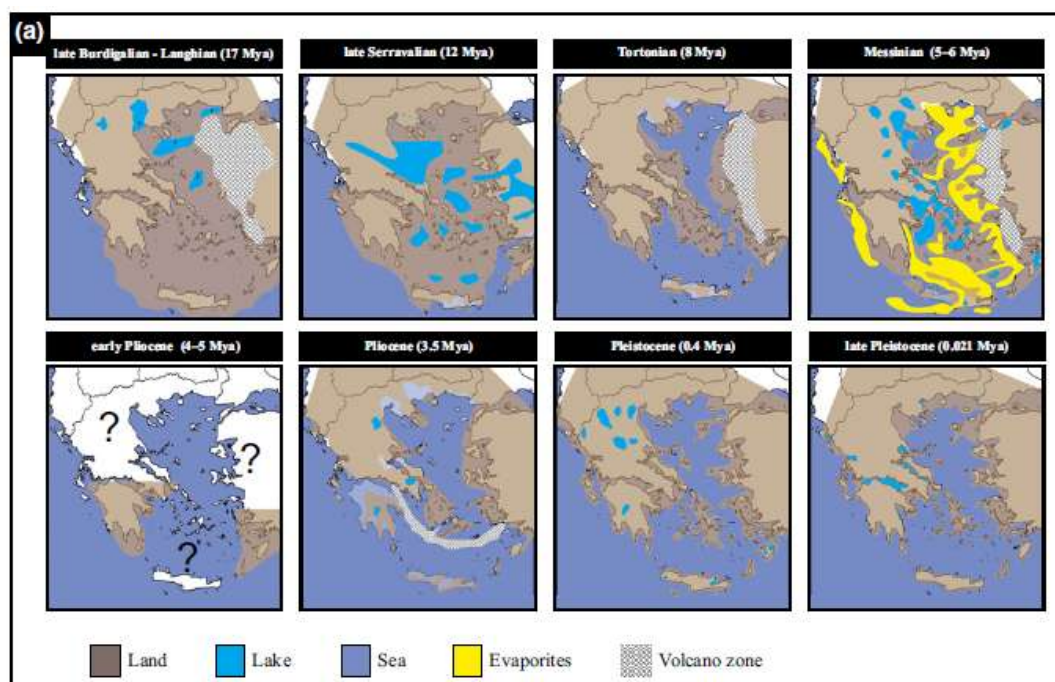 (a)
late Burdigalian - Langhian (17 Mya)
late Serravalian (12 Mya)
Tortonian (8 Mya)
Messinian (5–6 Mya)
early Pliocene (4–5 Mya)
Pliocene (3.5 Mya)
Pleistocene (0.4 Mya)
late Pleistocene (0.021 Mya)
?
?
?
Land
Lake
Sea
Evaporites
Volcano zone